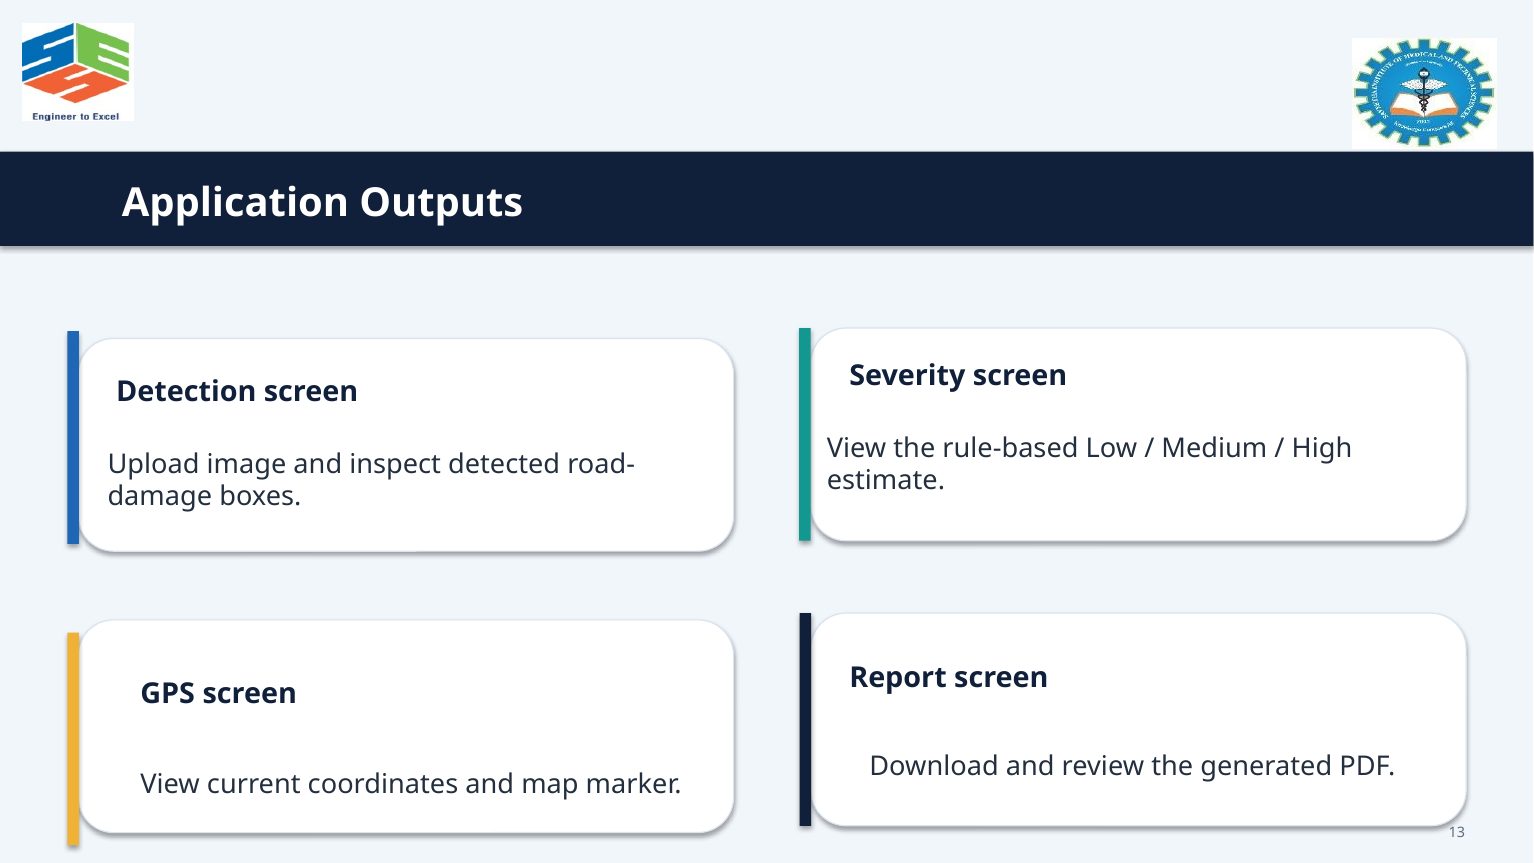 Engineer to Excel
Application Outputs
Detection screen
Upload image and inspect detected road-
damage boxes.
Severity screen
View the rule-based Low / Medium / High
estimate.
GPS screen
View current coordinates and map marker.
Report screen
Download and review the generated PDF.
13